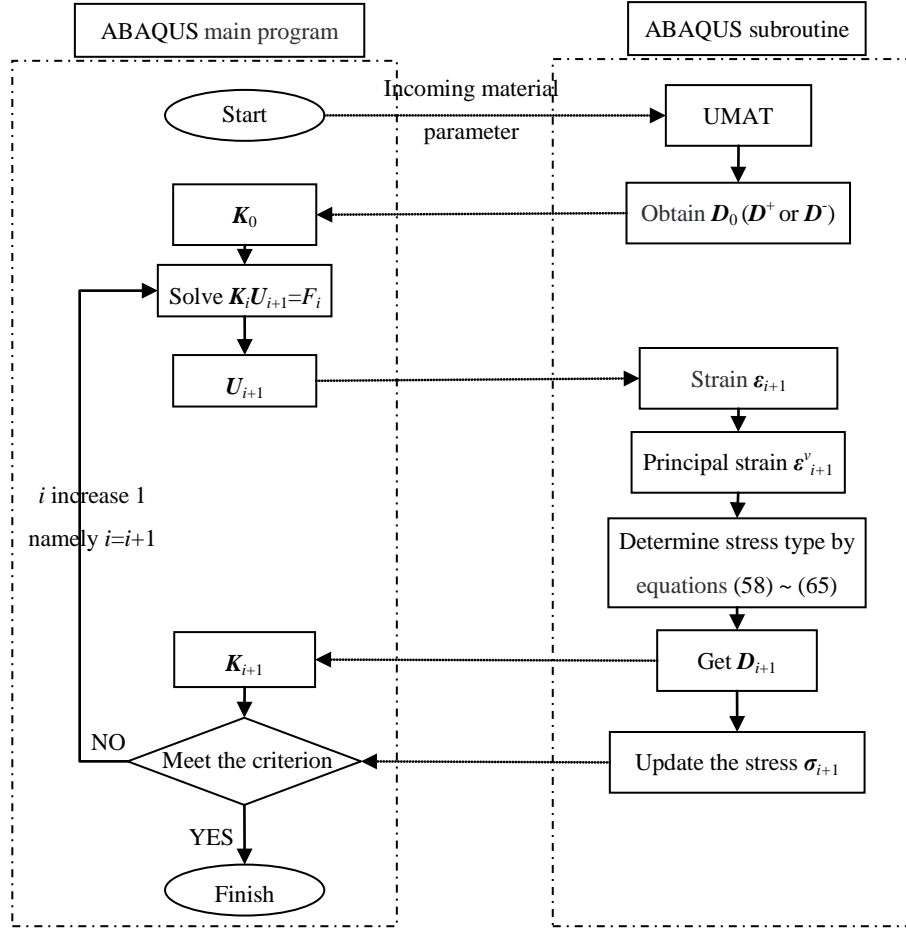 ABAQUS main program
ABAQUS subroutine
Incoming material
parameter
Start
UMAT
K₀
Obtain D₀ (D⁺ or D⁻)
Solve KᵢUᵢ₊₁=Fᵢ
Uᵢ₊₁
Strain εᵢ₊₁
Principal strain εᵛᵢ₊₁
i increase 1
namely i=i+1
Determine stress type by
equations (58) ~ (65)
Kᵢ₊₁
Get Dᵢ₊₁
NO
Meet the criterion
Update the stress σᵢ₊₁
YES
Finish